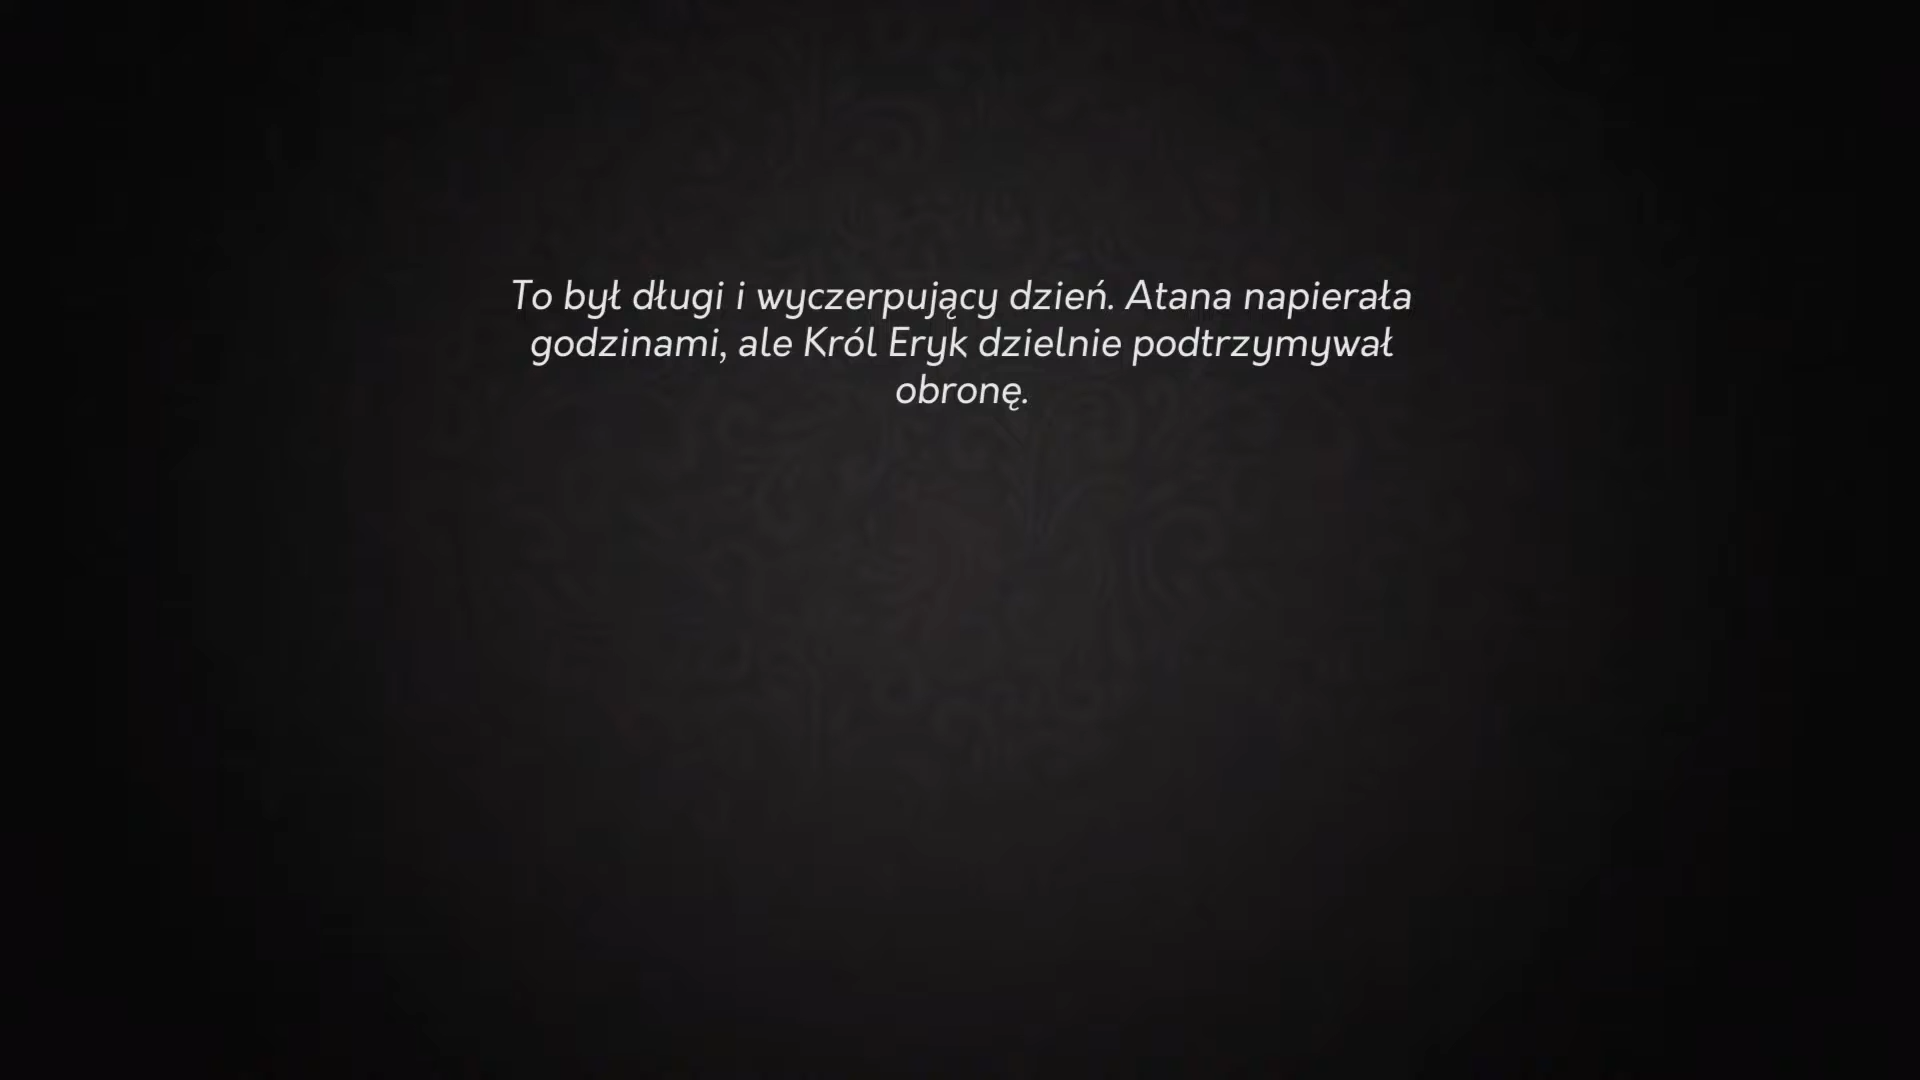 To był długi i wyczerpujący dzień. Atana napierała
godzinami, ale Król Eryk dzielnie podtrzymywał
obronę.